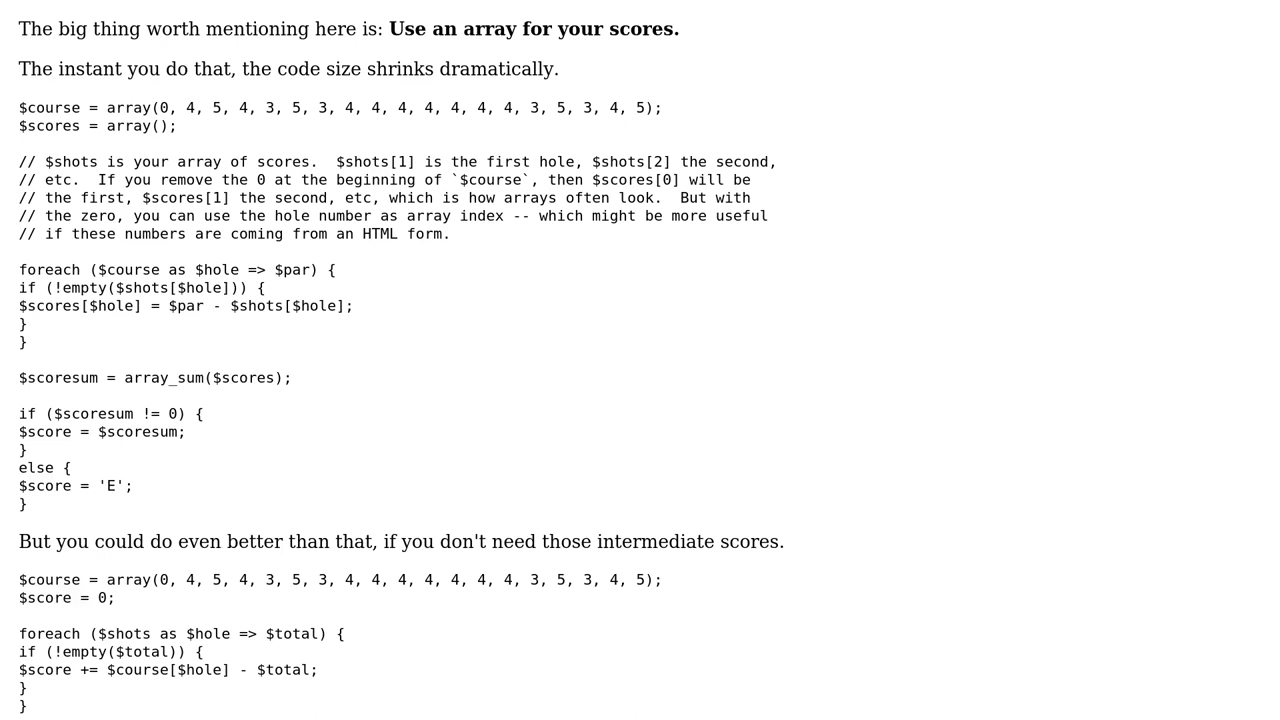 The big thing worth mentioning here is: Use an array for your scores.
The instant you do that, the code size shrinks dramatically.
$course = array(0, 4, 5, 4, 3, 5, 3, 4, 4, 4, 4, 4, 4, 4, 3, 5, 3, 4, 5);
$scores = array();
// $shots is your array of scores.  $shots[1] is the first hole, $shots[2] the second,
// etc.  If you remove the 0 at the beginning of `$course`, then $scores[0] will be
// the first, $scores[1] the second, etc, which is how arrays often look.  But with
// the zero, you can use the hole number as array index -- which might be more useful
// if these numbers are coming from an HTML form.
foreach ($course as $hole => $par) {
if (!empty($shots[$hole])) {
$scores[$hole] = $par - $shots[$hole];
}
}
$scoresum = array_sum($scores);
if ($scoresum != 0) {
$score = $scoresum;
}
else {
$score = 'E';
}
But you could do even better than that, if you don't need those intermediate scores.
$course = array(0, 4, 5, 4, 3, 5, 3, 4, 4, 4, 4, 4, 4, 4, 3, 5, 3, 4, 5);
$score = 0;
foreach ($shots as $hole => $total) {
if (!empty($total)) {
$score += $course[$hole] - $total;
}
}